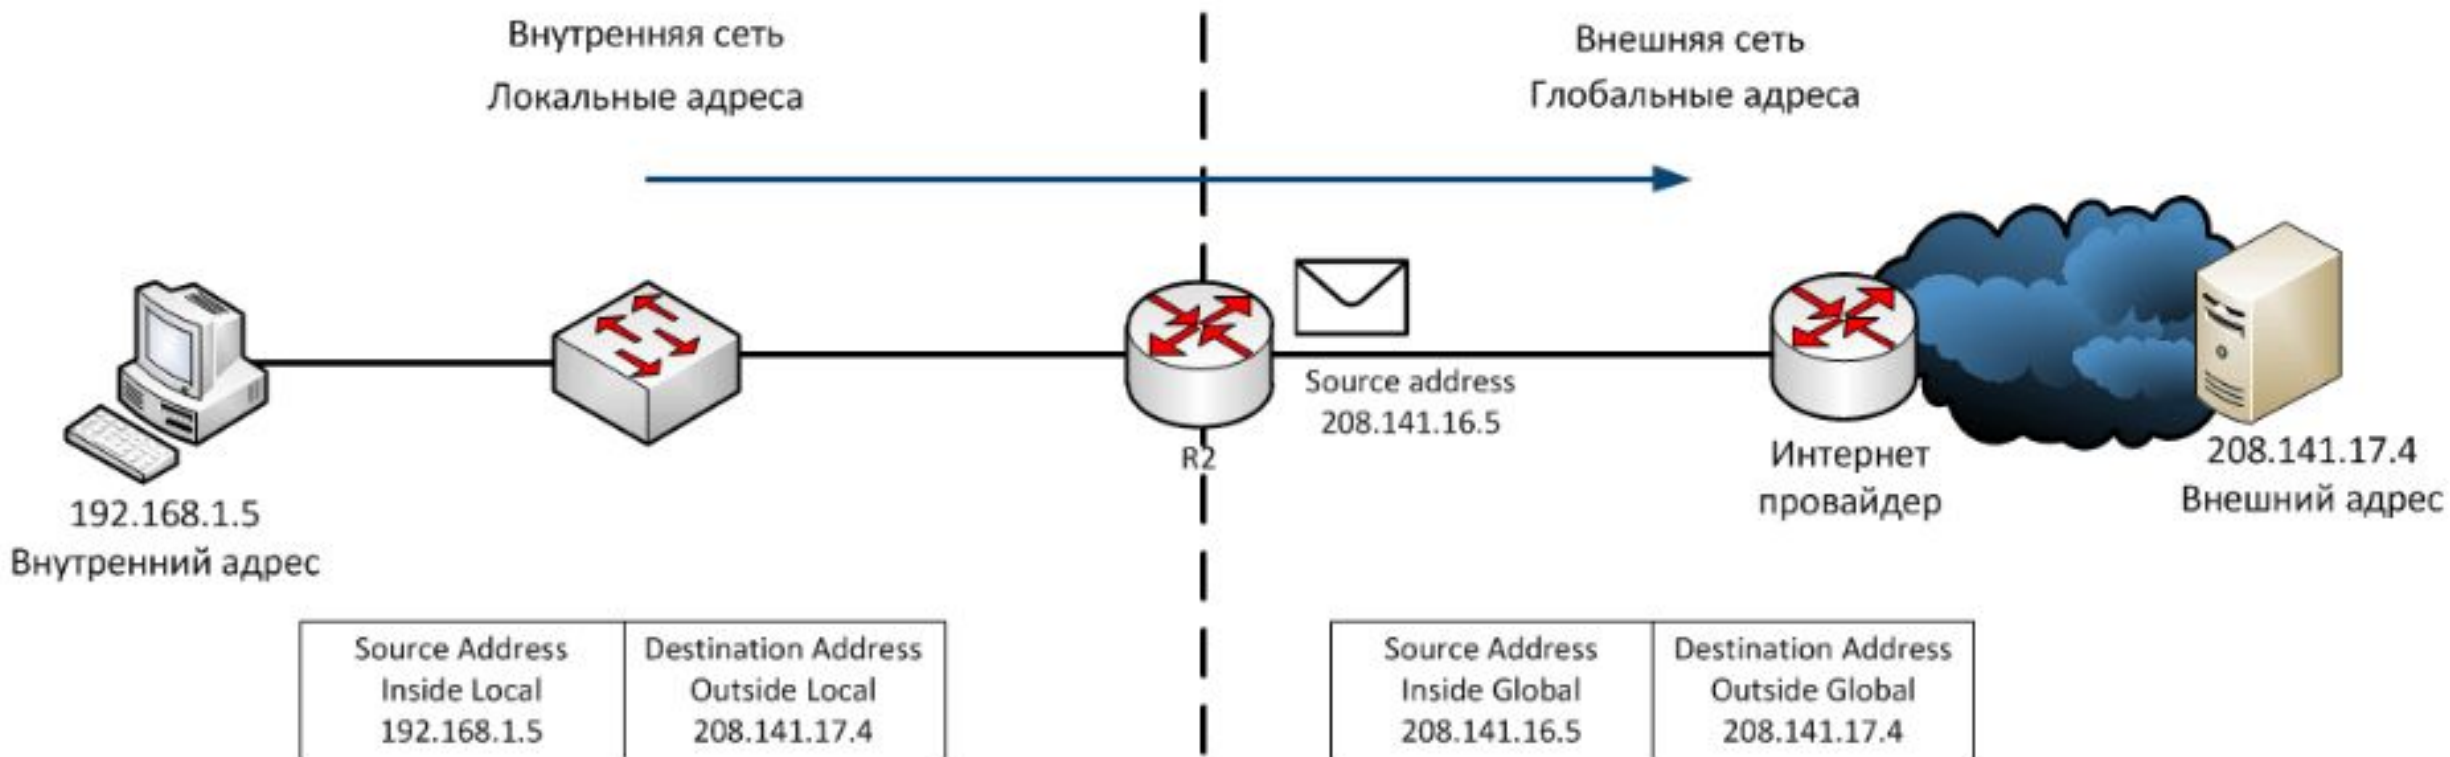 Внутренняя сеть
Локальные адреса
Внешняя сеть
Глобальные адреса
Source address
208.141.16.5
R2
192.168.1.5
Внутренний адрес
Интернет
провайдер
208.141.17.4
Внешний адрес
Source Address
Inside Local
192.168.1.5
Destination Address
Outside Local
208.141.17.4
Source Address
Inside Global
208.141.16.5
Destination Address
Outside Global
208.141.17.4